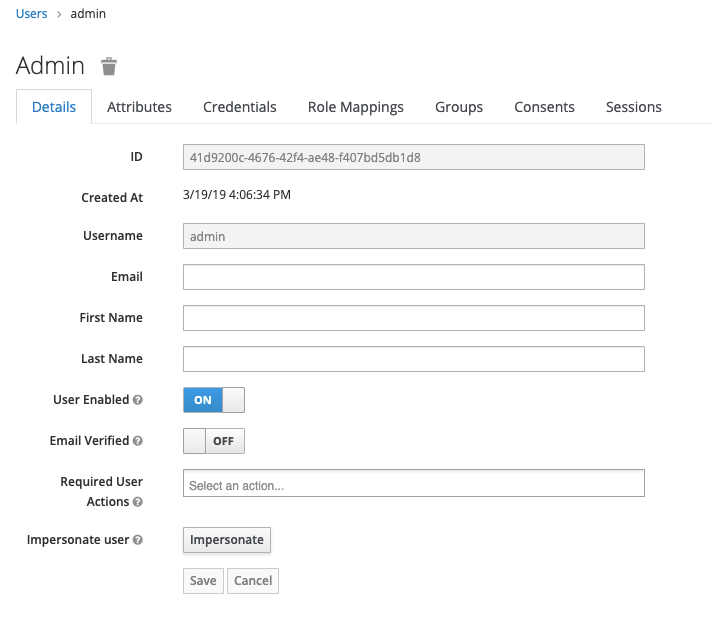 Users > admin
Admin
Details Attributes Credentials Role Mappings Groups Consents Sessions
ID 41d9200c-4676-42f4-ae48-f407bd5db1d8
Created At 3/19/19 4:06:34 PM
Username admin
Email
First Name
Last Name
User Enabled ? ON
Email Verified ? OFF
Required User
Actions ? Select an action...
Impersonate user ? Impersonate
Save Cancel